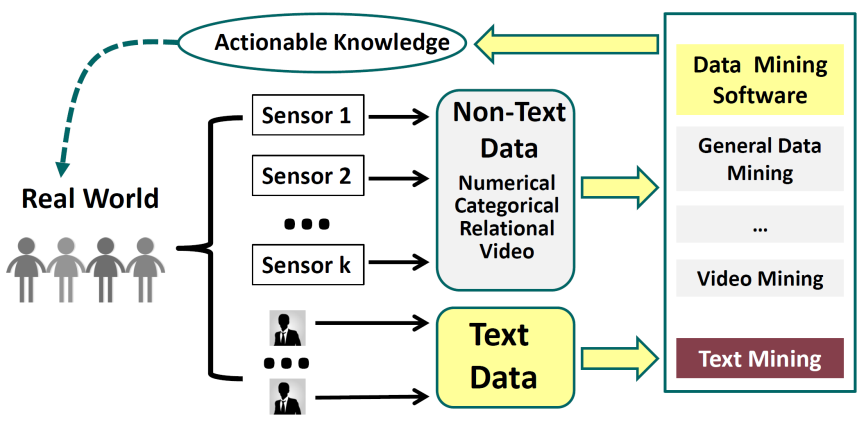 Actionable Knowledge
Real World
Sensor 1
Sensor 2
Sensor k
Non-Text
Data
Numerical
Categorical
Relational
Video
Text
Data
Data Mining
Software
General Data
Mining
...
Video Mining
Text Mining